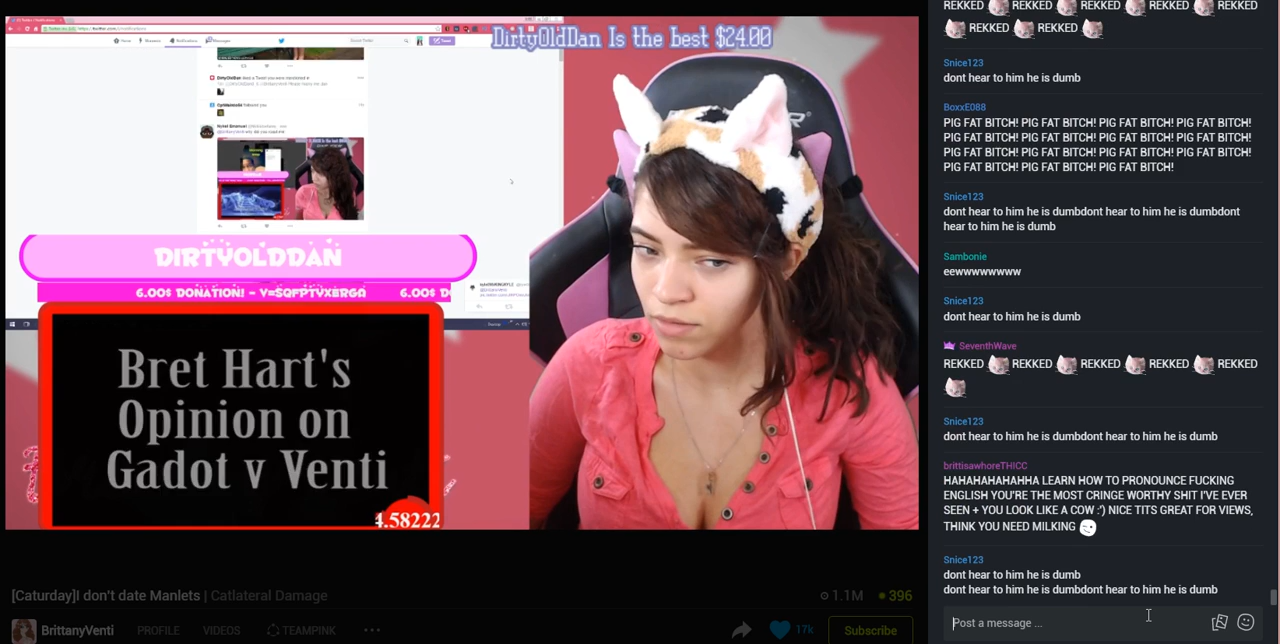 DirtyOldDan Is the best $24.00
DIRTYOLDDAN
6.00$ DONATION! - V=SQFPTVXBRGA 6.00$ D
Bret Hart's
Opinion on
Gadot v Venti
4.58222
[Caturday]I don't date Manlets | Catlateral Damage
1.1M 396
BrittanyVenti PROFILE VIDEOS TEAMPINK
17k Subscribe
REKKED REKKED REKKED REKKED REKKED
REKKED REKKED
Snice123
dont hear to him he is dumb
BoxxE088
PIG FAT BITCH! PIG FAT BITCH! PIG FAT BITCH! PIG FAT BITCH!
PIG FAT BITCH! PIG FAT BITCH! PIG FAT BITCH! PIG FAT BITCH!
PIG FAT BITCH! PIG FAT BITCH! PIG FAT BITCH! PIG FAT BITCH!
PIG FAT BITCH! PIG FAT BITCH! PIG FAT BITCH!
Snice123
dont hear to him he is dumbdont hear to him he is dumbdont
hear to him he is dumb
Sambonie
eewwwwwwww
Snice123
dont hear to him he is dumb
SeventhWave
REKKED REKKED REKKED REKKED REKKED
Snice123
dont hear to him he is dumbdont hear to him he is dumb
brittisawhoreTHICC
HAHAHAHAHAHHA LEARN HOW TO PRONOUNCE FUCKING
ENGLISH YOU'RE THE MOST CRINGE WORTHY SHIT I'VE EVER
SEEN + YOU LOOK LIKE A COW :') NICE TITS GREAT FOR VIEWS,
THINK YOU NEED MILKING
Snice123
dont hear to him he is dumb
dont hear to him he is dumbdont hear to him he is dumb
Post a message ...